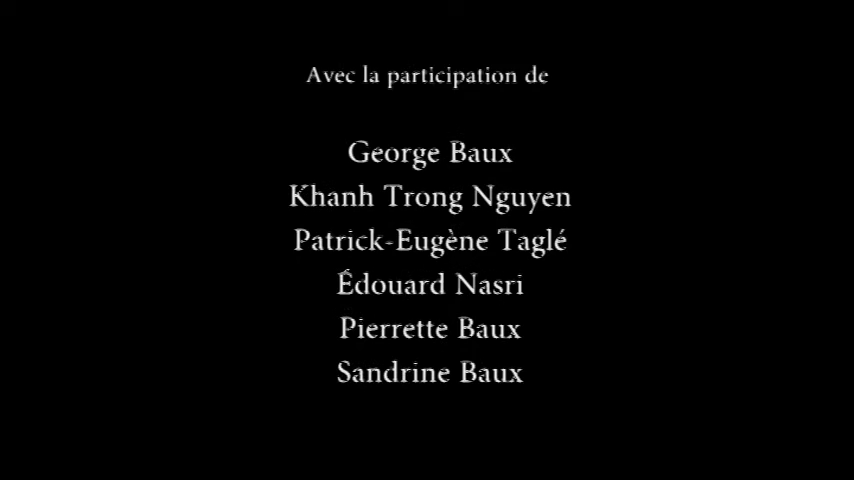 Avec la participation de
George Baux
Khanh Trong Nguyen
Patrick-Eugène Taglé
Édouard Nasri
Pierrette Baux
Sandrine Baux